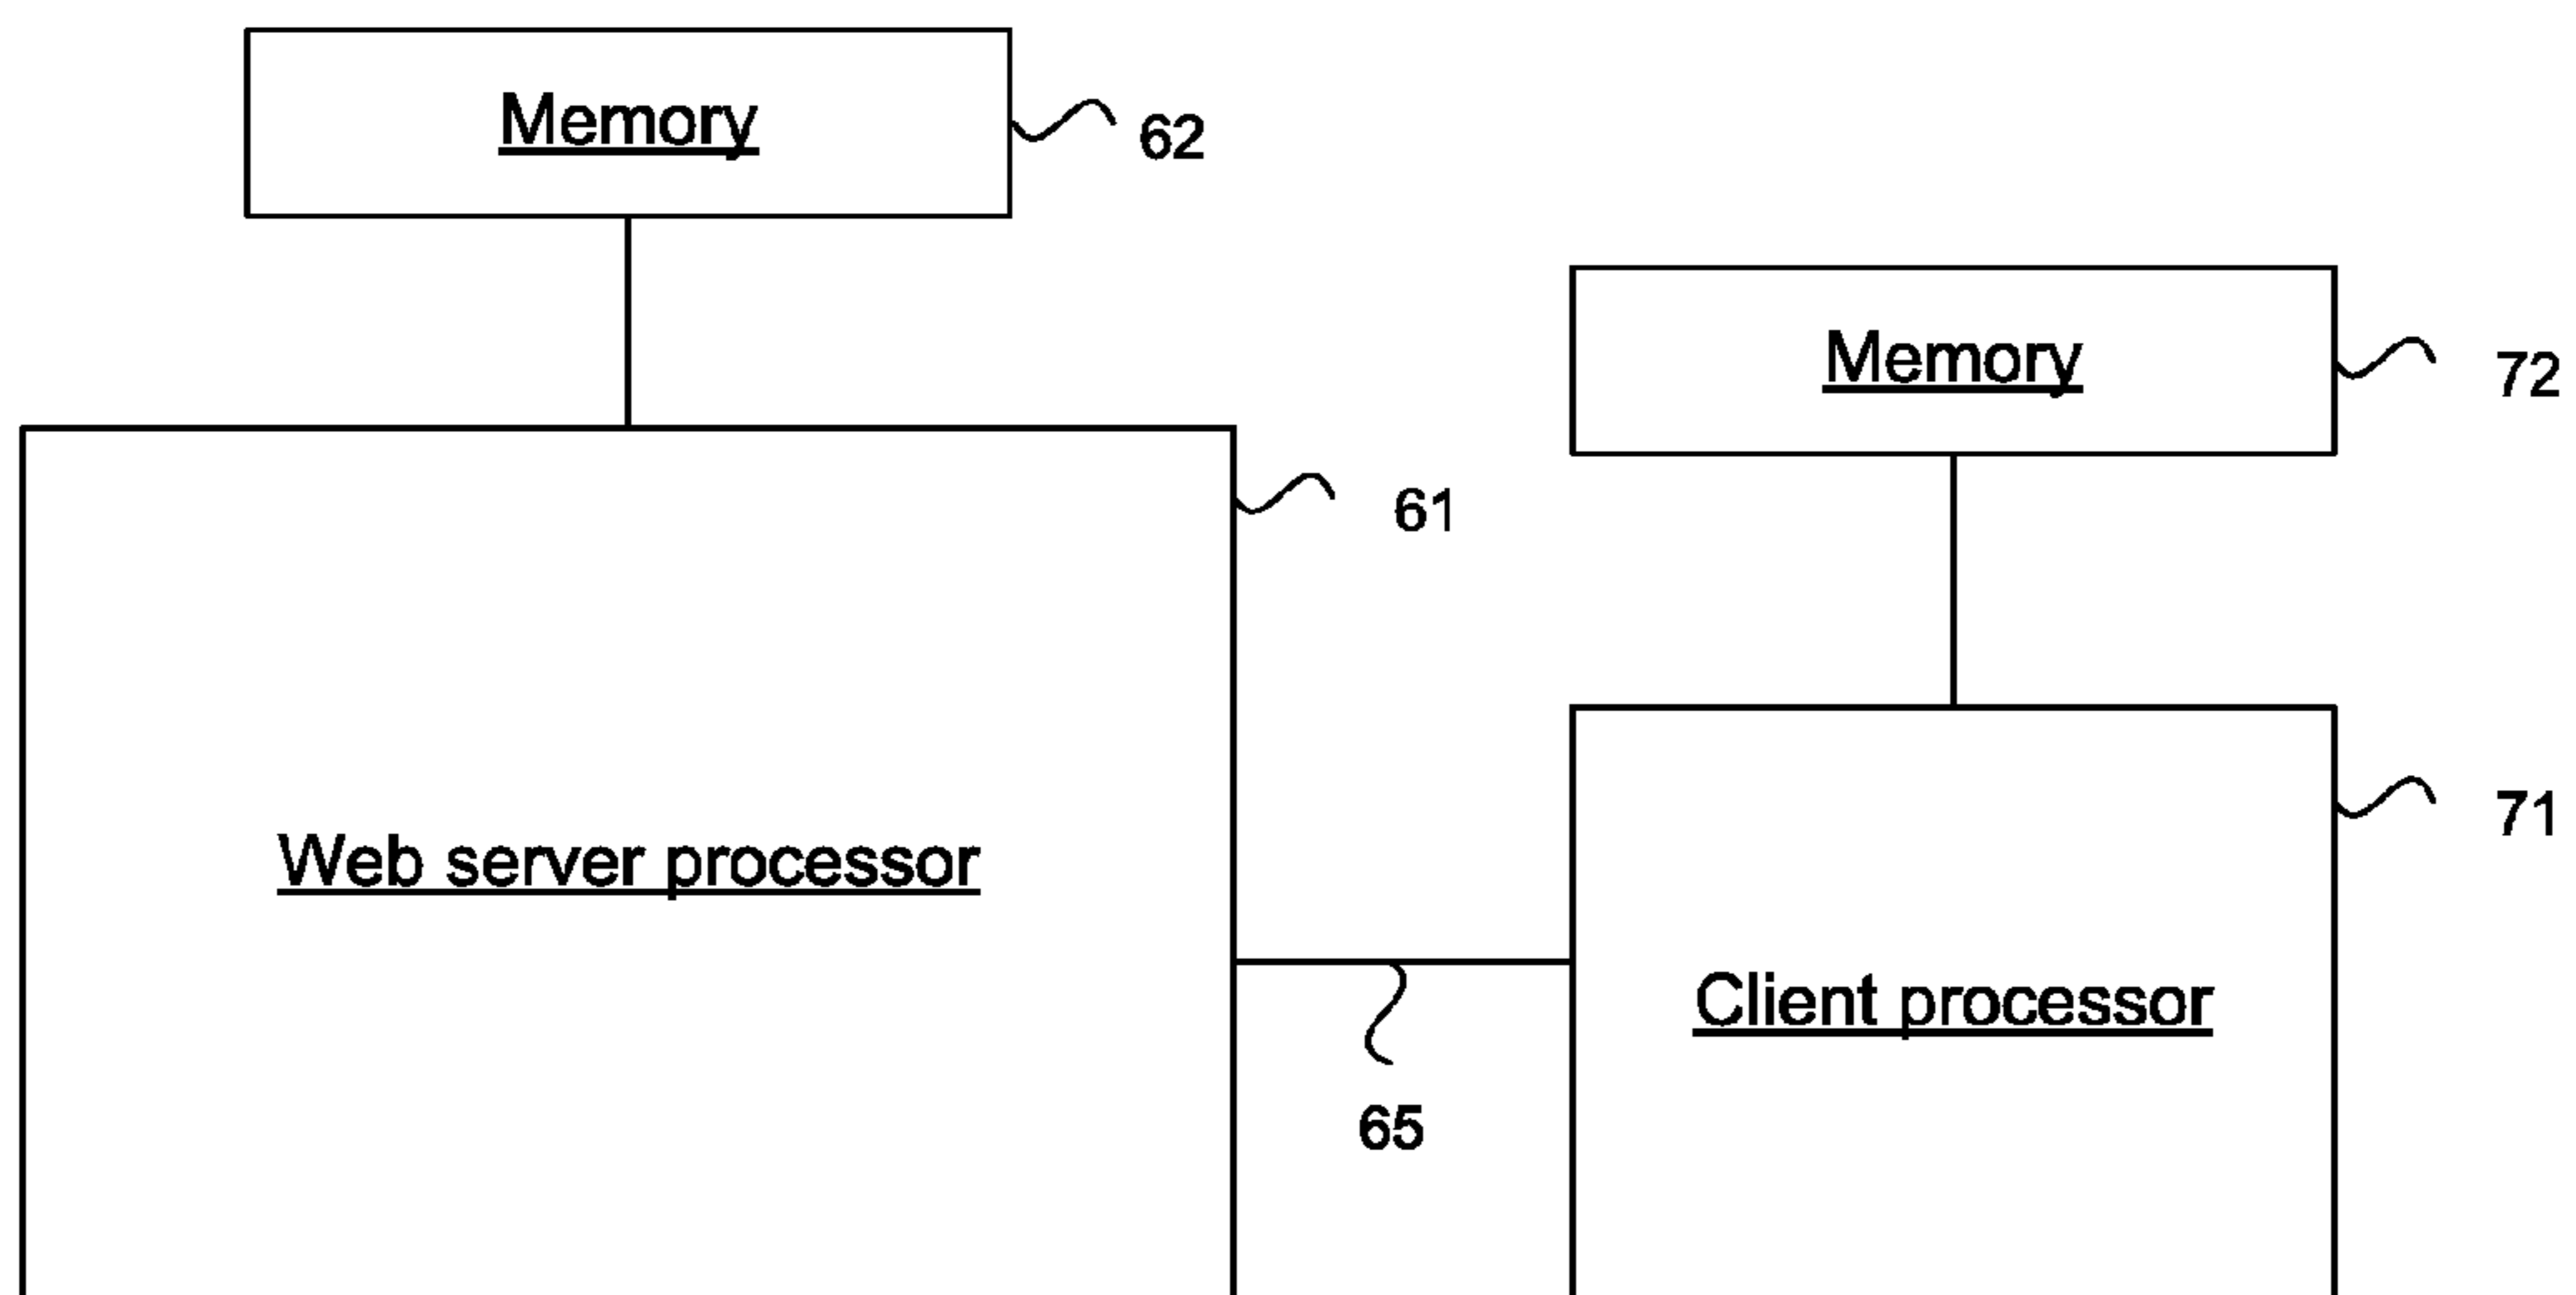 Memory
62
Memory
72
61
71
Web server processor
Client processor
65